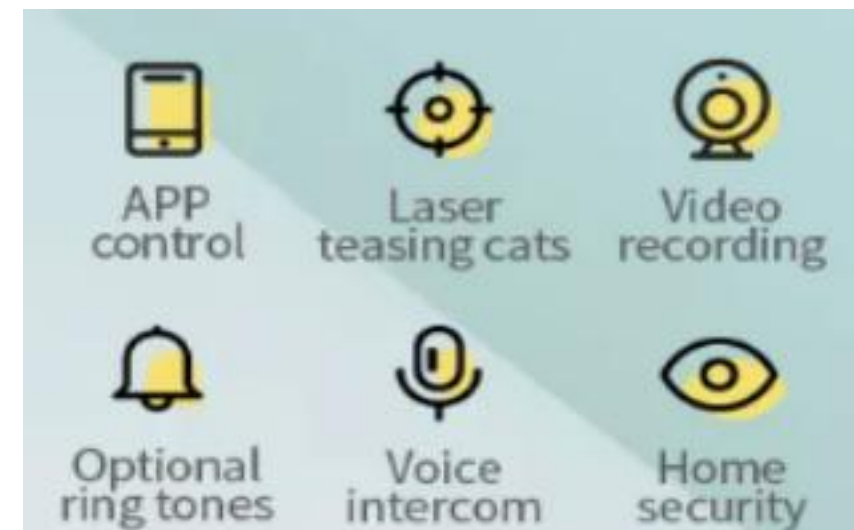 APP
control
Laser
teasing cats
Video
recording
Optional
ring tones
Voice
intercom
Home
security